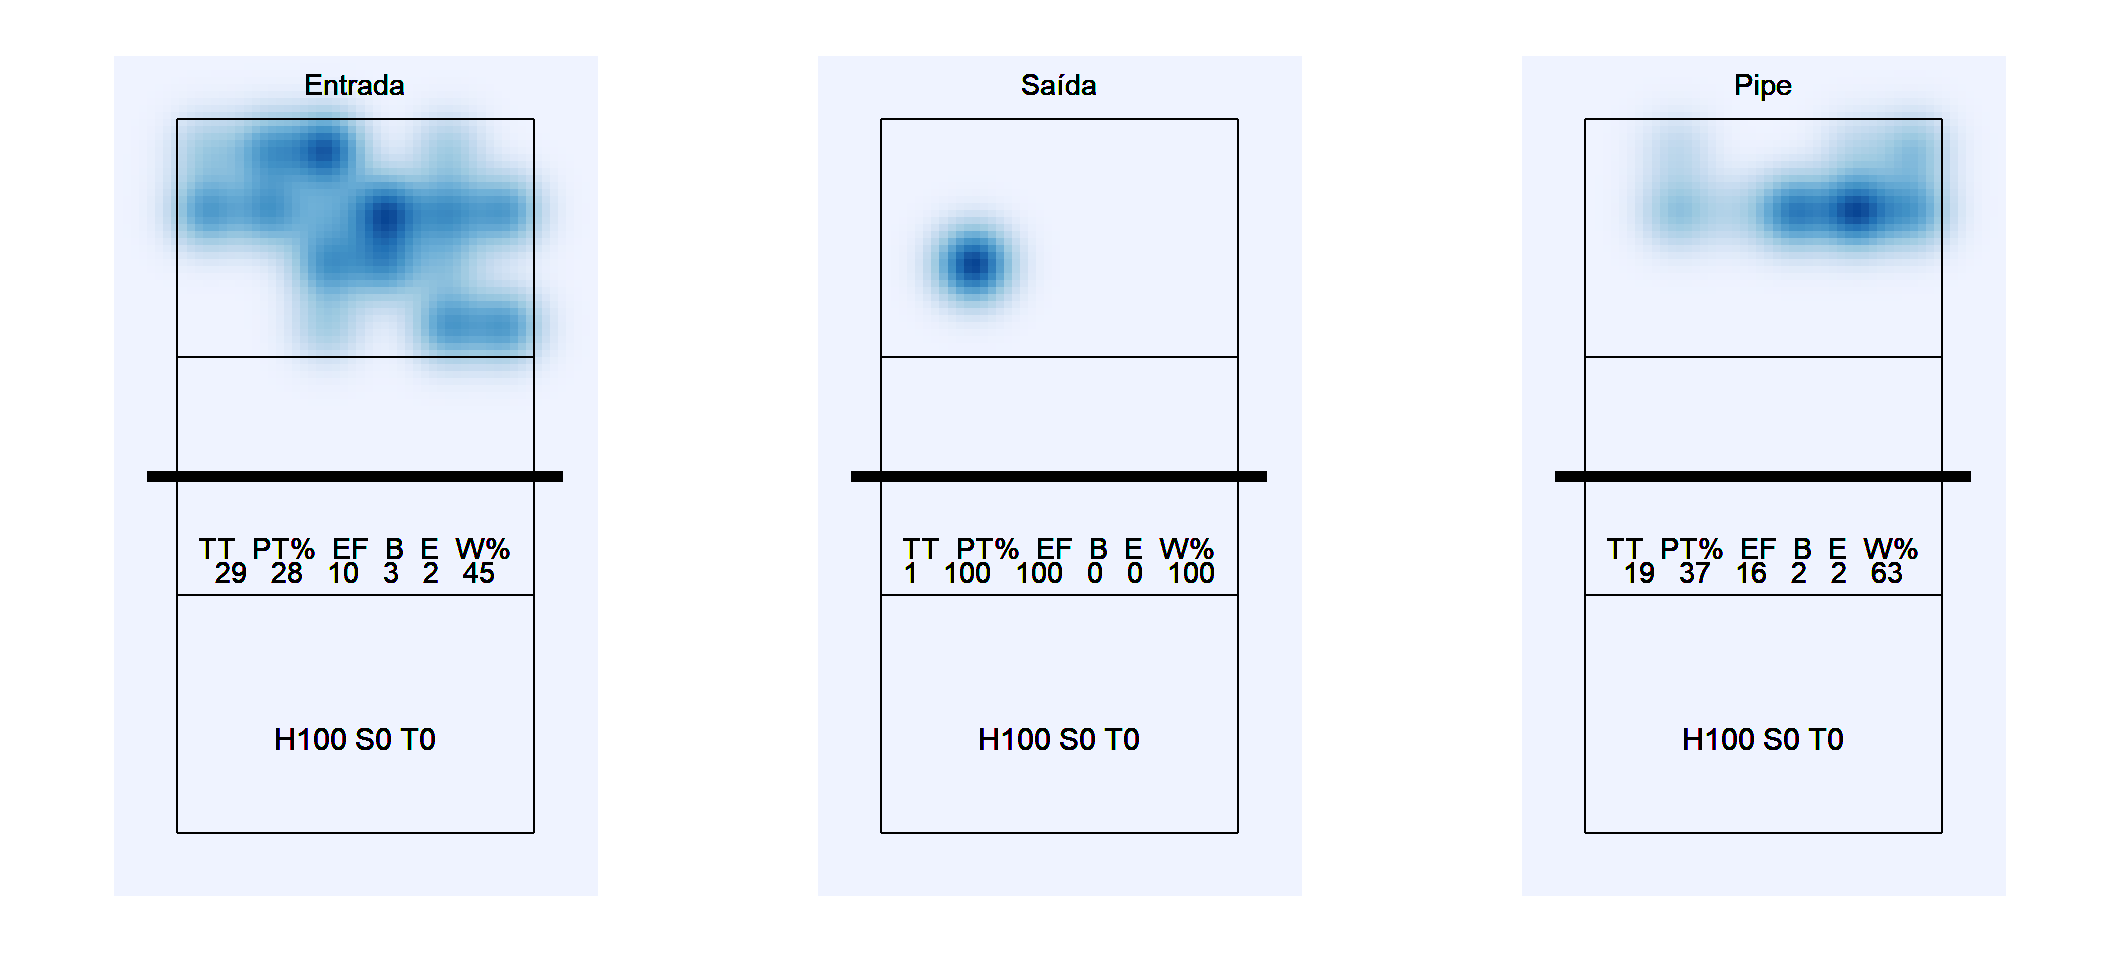 Entrada
TT PT% EF B E W%
29 28 10 3 2 45
H100 S0 T0
Saída
TT PT% EF B E W%
1 100 100 0 0 100
H100 S0 T0
Pipe
TT PT% EF B E W%
19 37 16 2 2 63
H100 S0 T0